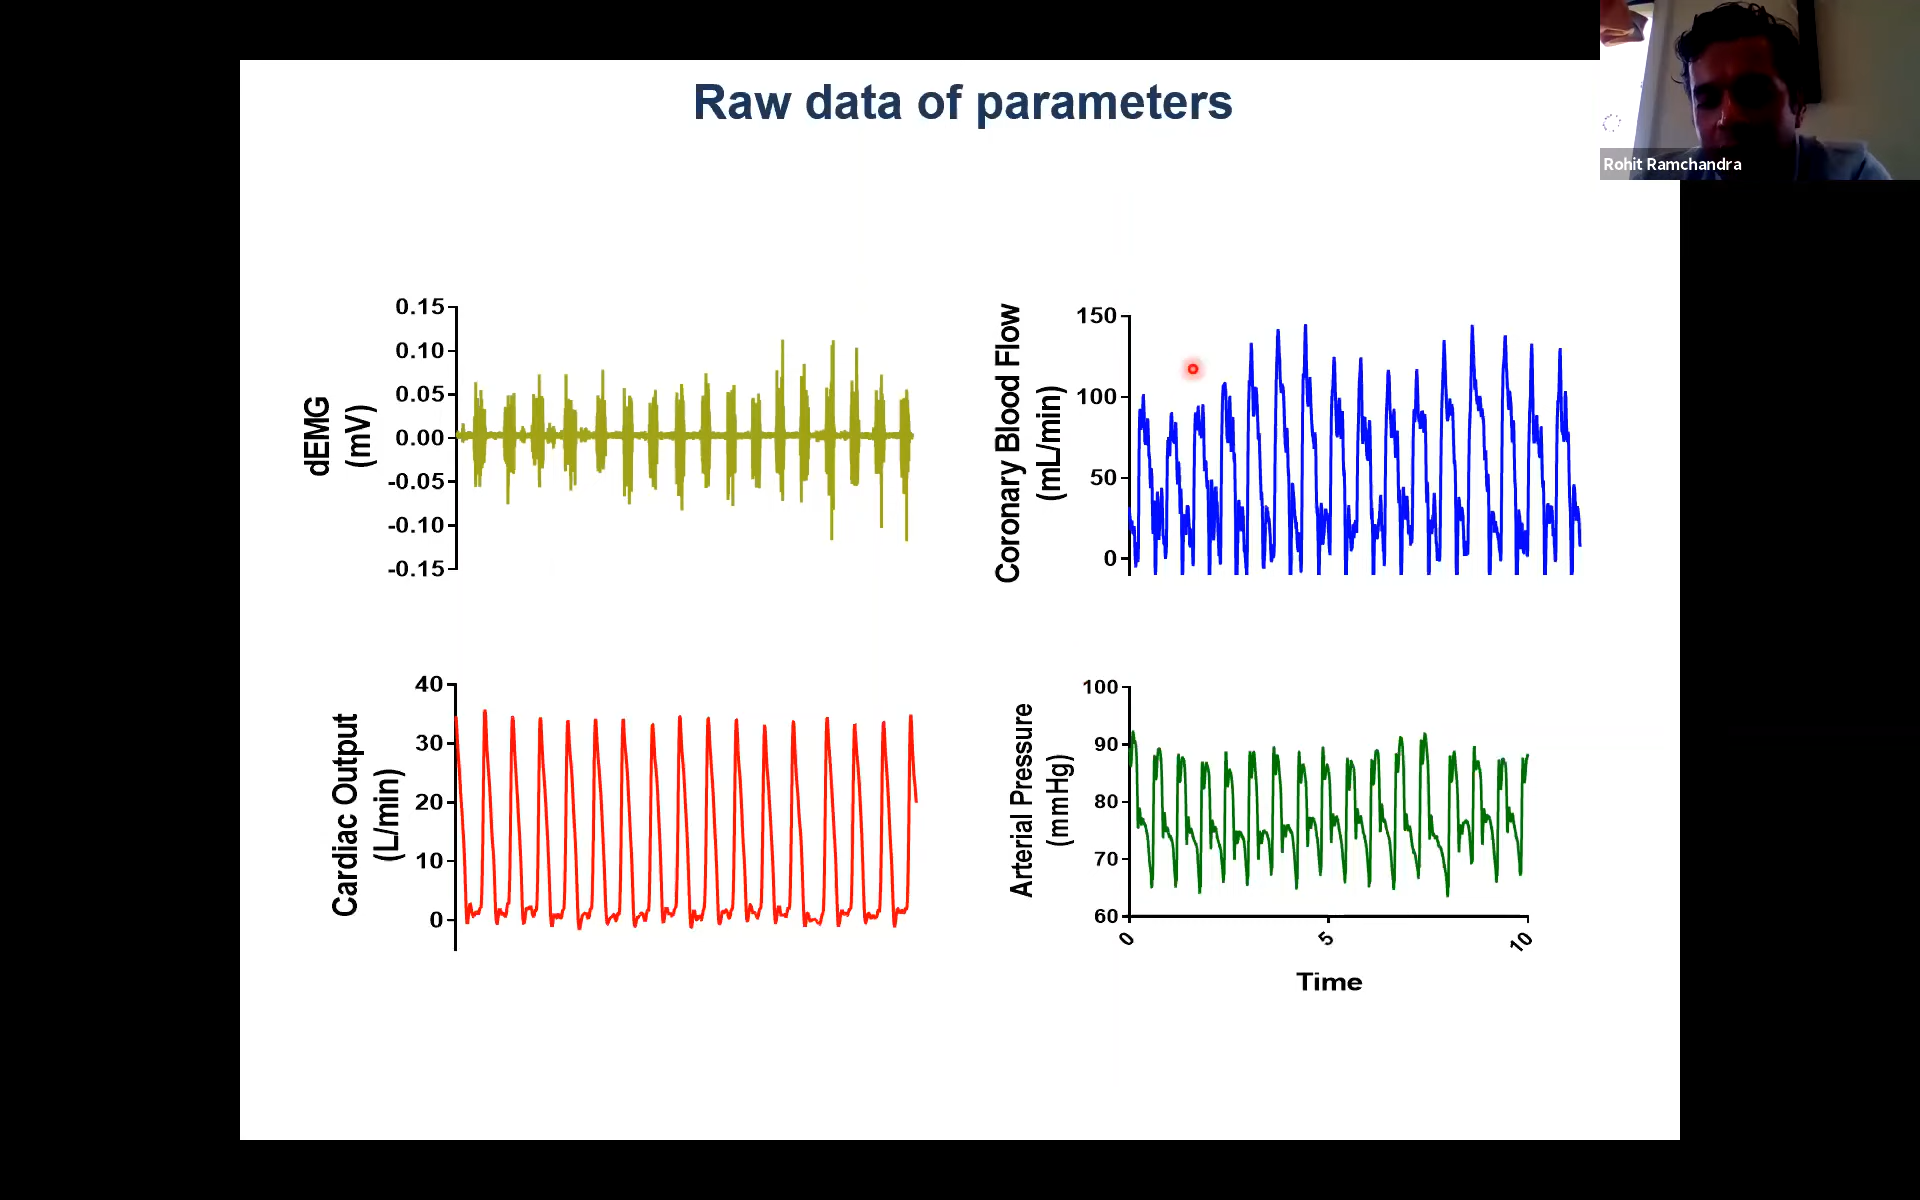 Raw data of parameters
Rohit Ramchandra
dEMG
(mV)
0.15
0.10
0.05
0.00
-0.05
-0.10
-0.15
Coronary Blood Flow
(mL/min)
150
100
50
0
Cardiac Output
(L/min)
40
30
20
10
0
Arterial Pressure
(mmHg)
100
90
80
70
60
0
5
10
Time